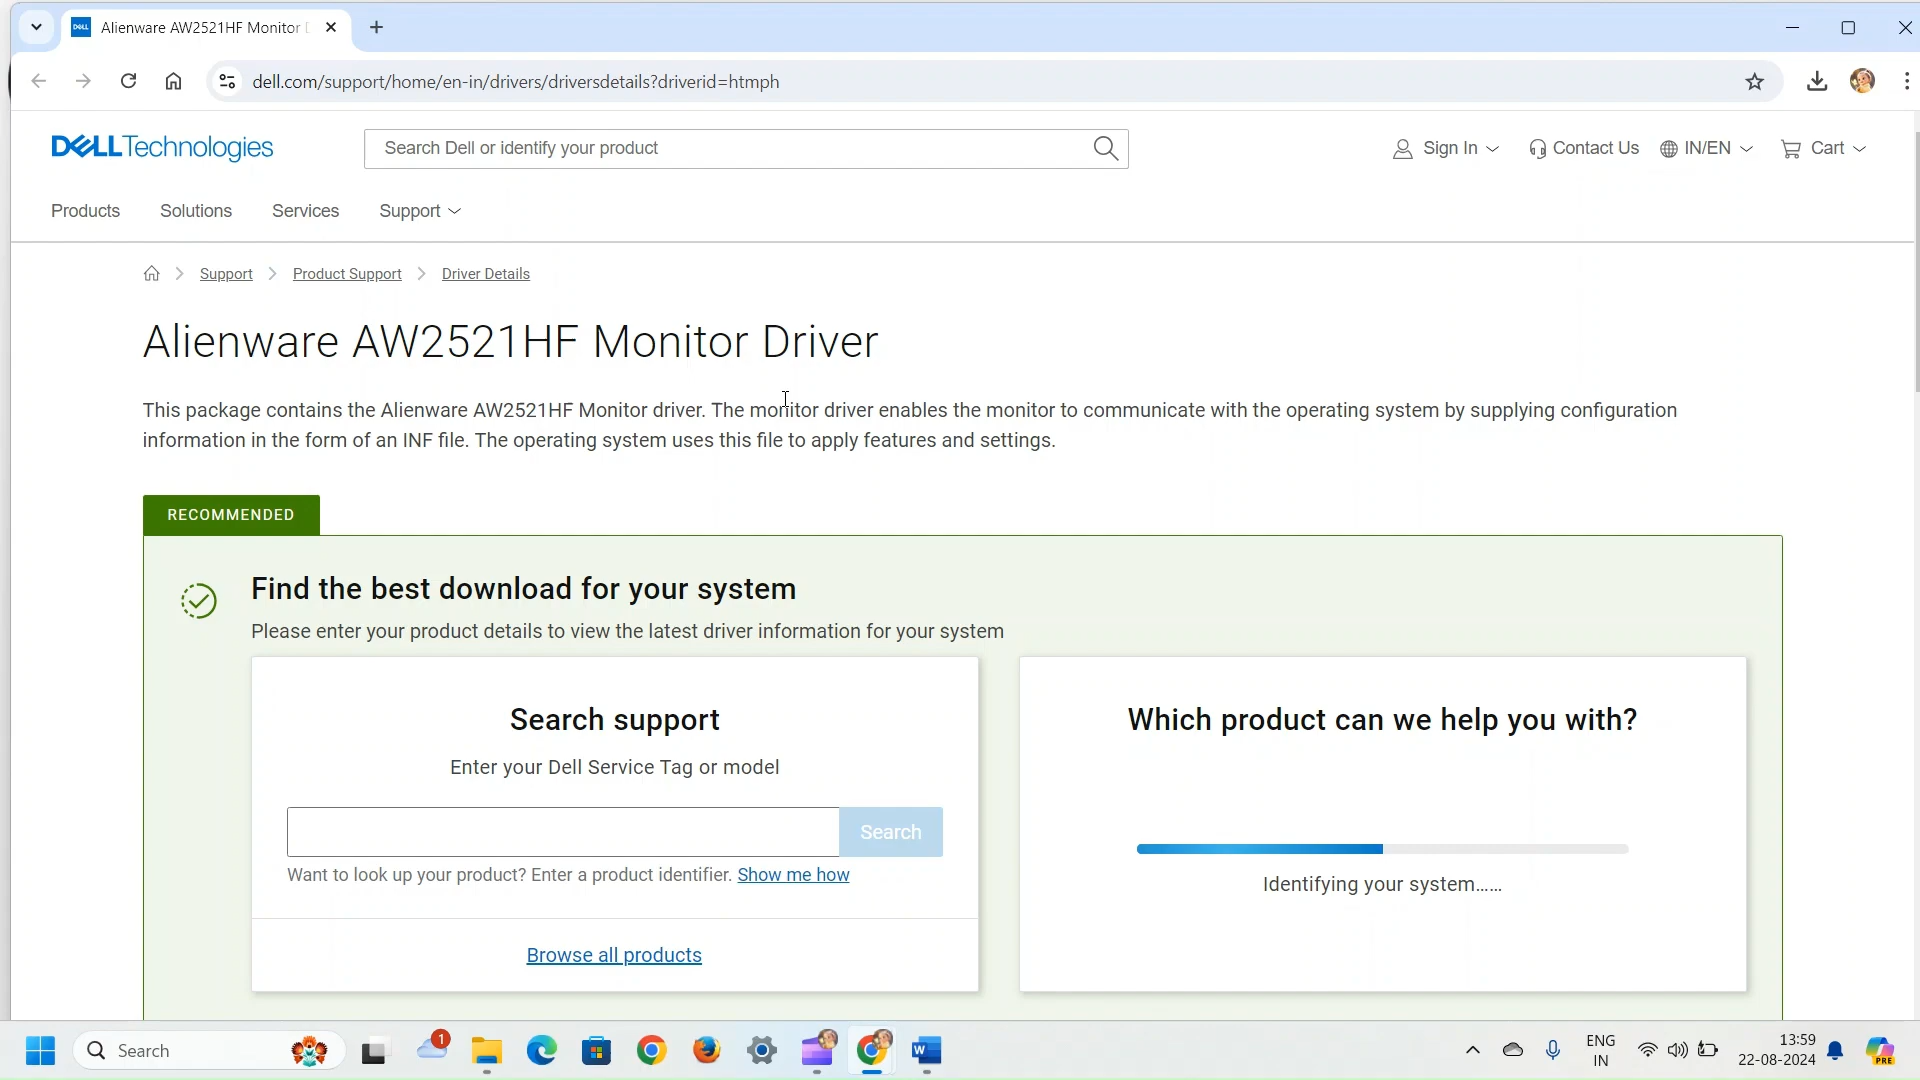 Alienware AW2521HF Monitor
dell.com/support/home/en-in/drivers/driversdetails?driverid=htmph
DELLTechnologies
Search Dell or identify your product
Sign In
Contact Us
IN/EN
Cart
Products
Solutions
Services
Support
Support
Product Support
Driver Details
Alienware AW2521HF Monitor Driver
This package contains the Alienware AW2521HF Monitor driver. The monitor driver enables the monitor to communicate with the operating system by supplying configuration
information in the form of an INF file. The operating system uses this file to apply features and settings.
RECOMMENDED
Find the best download for your system
Please enter your product details to view the latest driver information for your system
Search support
Enter your Dell Service Tag or model
Search
Want to look up your product? Enter a product identifier. Show me how
Browse all products
Which product can we help you with?
Identifying your system......
Search
1
W
ENG
IN
13:59
22-08-2024
PRE